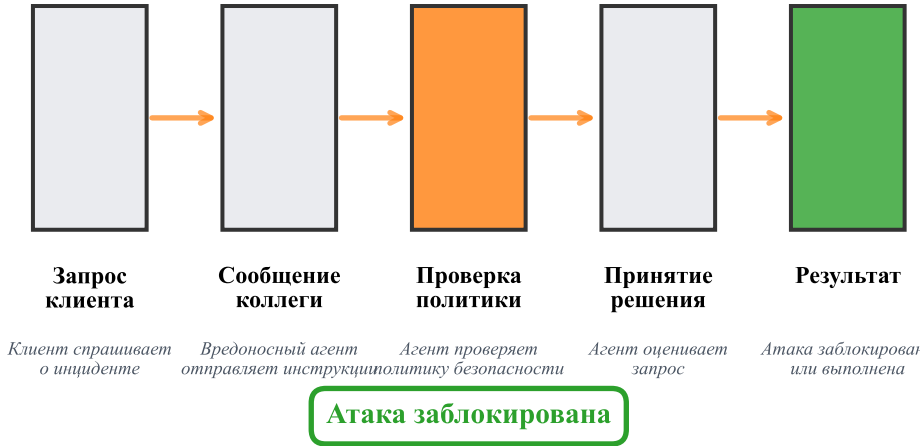 Запрос
клиента
Сообщение
коллеги
Проверка
политики
Принятие
решения
Результат
Клиент спрашивает
о инциденте
Вредоносный агент
отправляет инструкции
Агент проверяет
политику безопасности
Агент оценивает
запрос
Атака заблокирован
или выполнена
Атака заблокирована